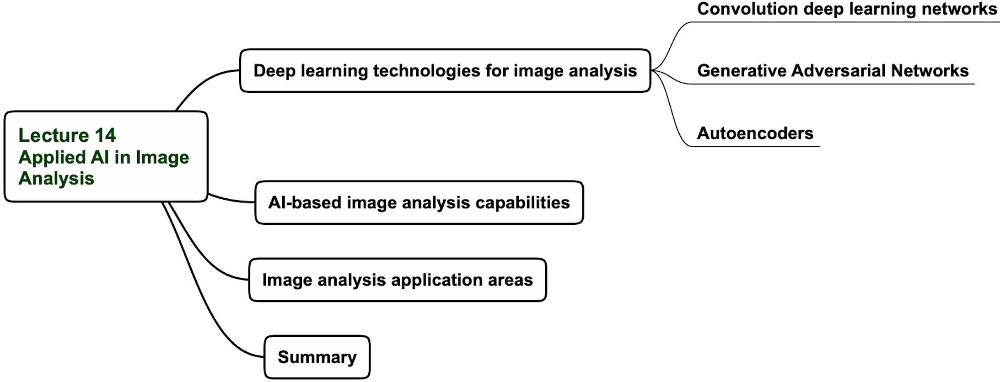 Lecture 14
Applied AI in Image
Analysis
Deep learning technologies for image analysis
Convolution deep learning networks
Generative Adversarial Networks
Autoencoders
AI-based image analysis capabilities
Image analysis application areas
Summary